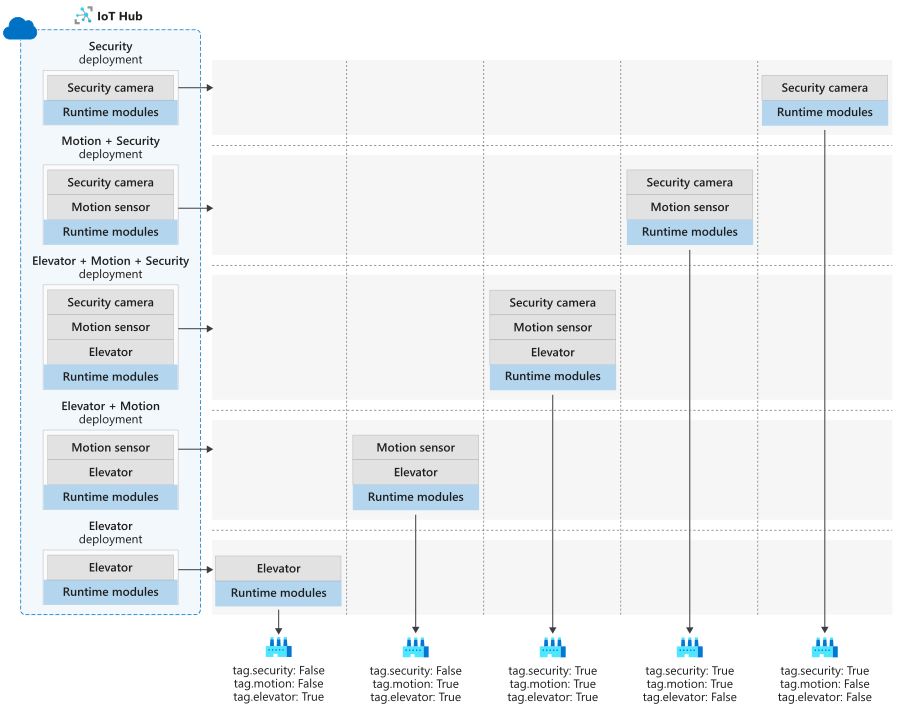 IoT Hub
Security
deployment
Security camera
Runtime modules
Security camera
Runtime modules
Motion + Security
deployment
Security camera
Motion sensor
Runtime modules
Security camera
Motion sensor
Runtime modules
Elevator + Motion + Security
deployment
Security camera
Motion sensor
Elevator
Runtime modules
Security camera
Motion sensor
Elevator
Runtime modules
Elevator + Motion
deployment
Motion sensor
Elevator
Runtime modules
Motion sensor
Elevator
Runtime modules
Elevator
deployment
Elevator
Runtime modules
Elevator
Runtime modules
tag.security: False
tag.motion: False
tag.elevator: True
tag.security: False
tag.motion: True
tag.elevator: True
tag.security: True
tag.motion: True
tag.elevator: True
tag.security: True
tag.motion: True
tag.elevator: False
tag.security: True
tag.motion: False
tag.elevator: False